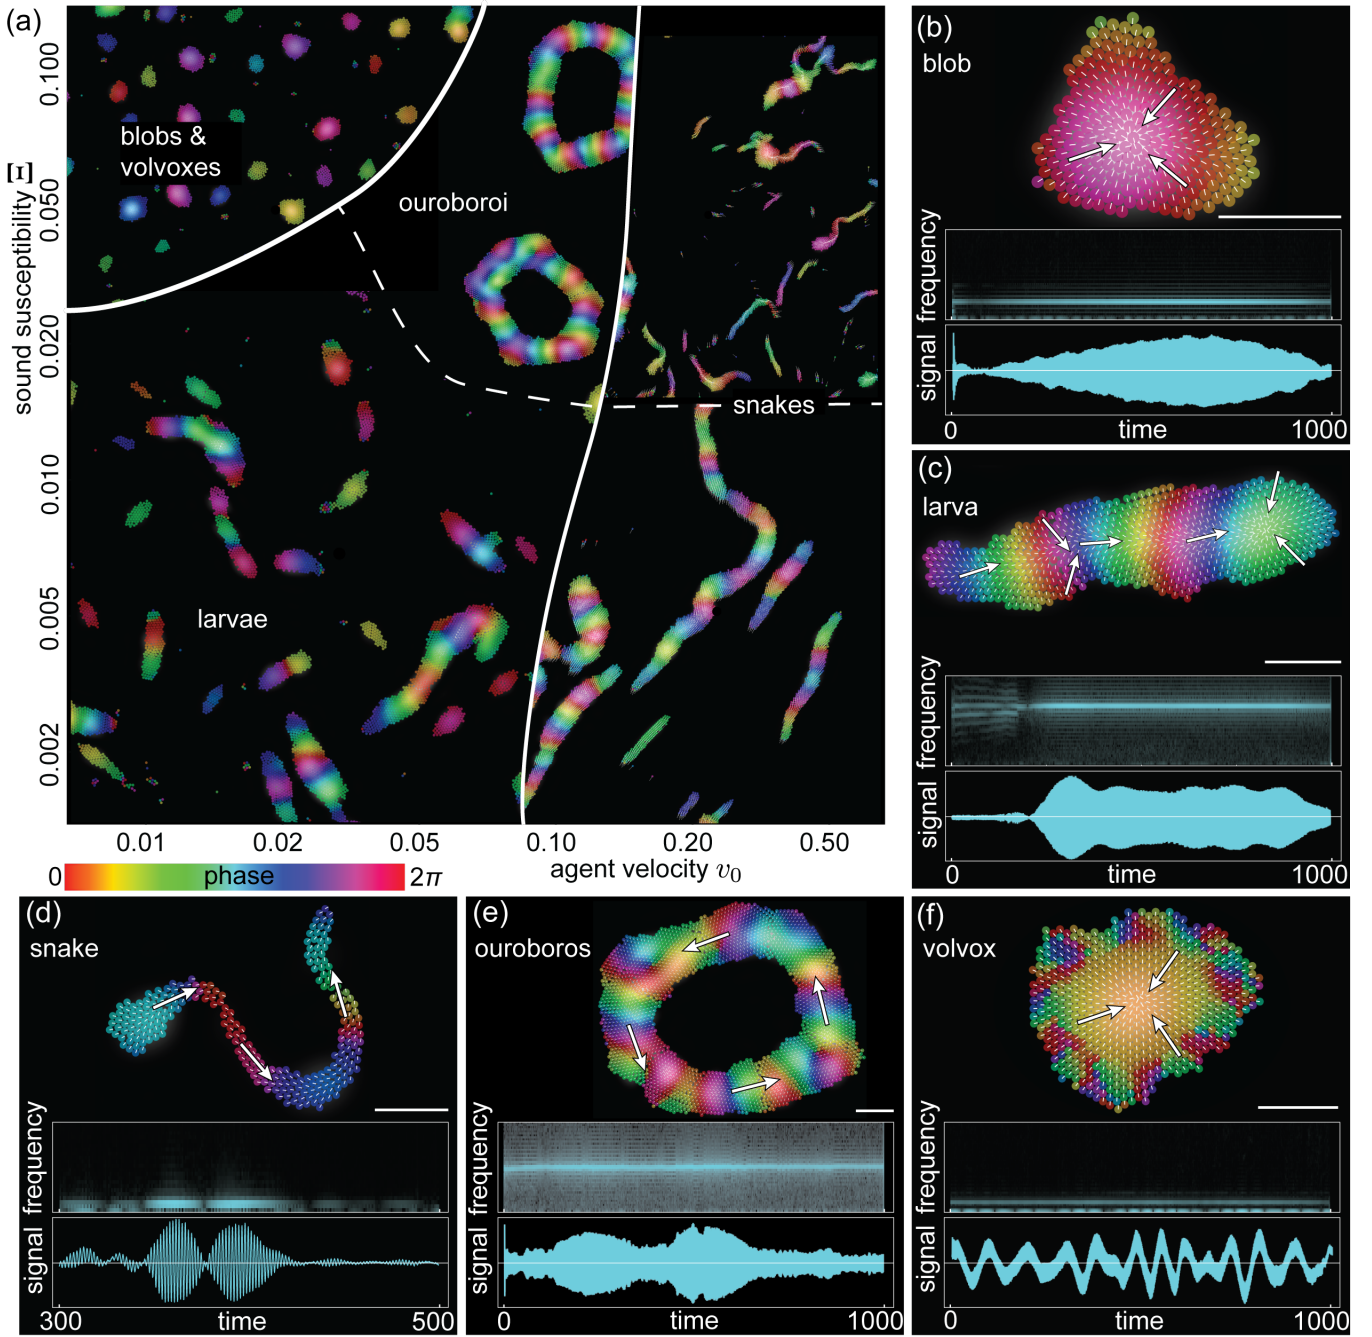 (a)
sound susceptibility Ξ
0.100
0.050
0.020
0.010
0.005
0.002
blobs &
volvoxes
ouroboroi
snakes
larvae
0.01 0.02 0.05 0.10 0.20 0.50
agent velocity v₀
0 phase 2π
(b)
blob
frequency
signal
0 time 1000
(c)
larva
frequency
signal
0 time 1000
(d)
snake
frequency
signal
300 time 500
(e)
ouroboros
frequency
signal
0 time 1000
(f)
volvox
frequency
signal
0 time 1000